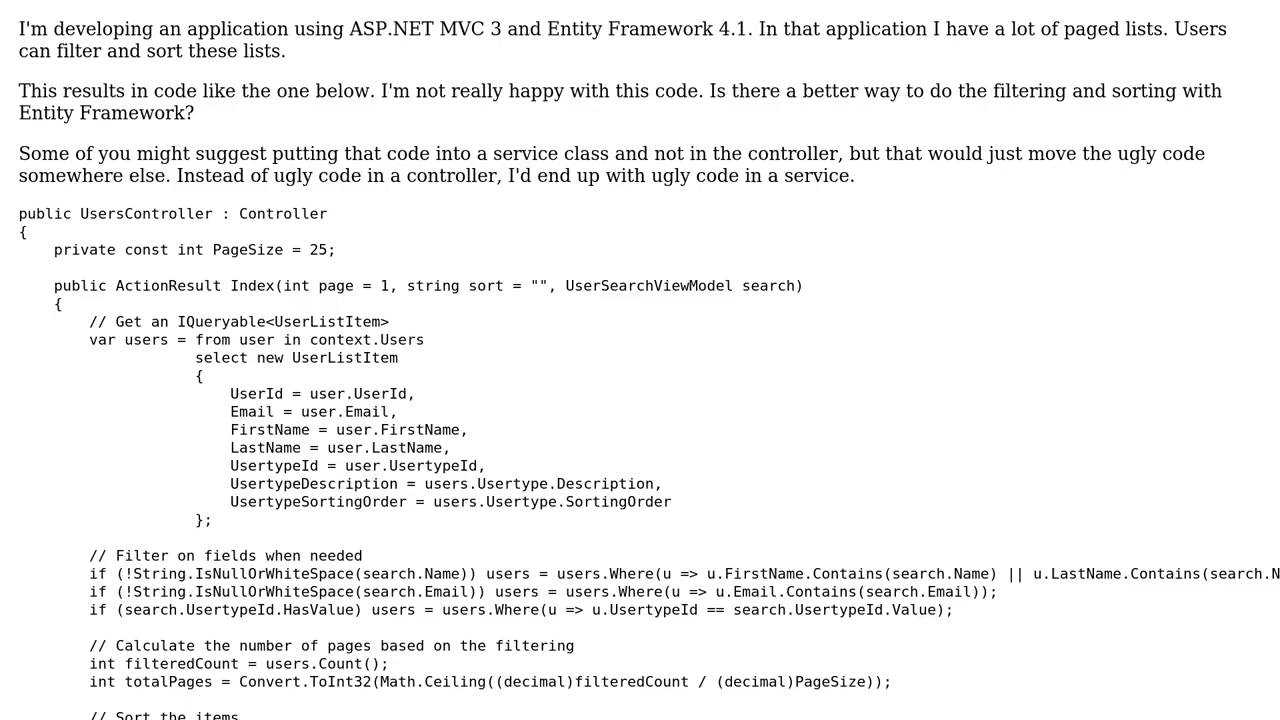 I'm developing an application using ASP.NET MVC 3 and Entity Framework 4.1. In that application I have a lot of paged lists. Users
can filter and sort these lists.
This results in code like the one below. I'm not really happy with this code. Is there a better way to do the filtering and sorting with
Entity Framework?
Some of you might suggest putting that code into a service class and not in the controller, but that would just move the ugly code
somewhere else. Instead of ugly code in a controller, I'd end up with ugly code in a service.
public UsersController : Controller
{
    private const int PageSize = 25;
    public ActionResult Index(int page = 1, string sort = "", UserSearchViewModel search)
    {
        // Get an IQueryable<UserListItem>
        var users = from user in context.Users
                    select new UserListItem
                    {
                        UserId = user.UserId,
                        Email = user.Email,
                        FirstName = user.FirstName,
                        LastName = user.LastName,
                        UsertypeId = user.UsertypeId,
                        UsertypeDescription = users.Usertype.Description,
                        UsertypeSortingOrder = users.Usertype.SortingOrder
                    };
        // Filter on fields when needed
        if (!String.IsNullOrWhiteSpace(search.Name)) users = users.Where(u => u.FirstName.Contains(search.Name) || u.LastName.Contains(search.N
        if (!String.IsNullOrWhiteSpace(search.Email)) users = users.Where(u => u.Email.Contains(search.Email));
        if (search.UsertypeId.HasValue) users = users.Where(u => u.UsertypeId == search.UsertypeId.Value);
        // Calculate the number of pages based on the filtering
        int filteredCount = users.Count();
        int totalPages = Convert.ToInt32(Math.Ceiling((decimal)filteredCount / (decimal)PageSize));
        // Sort the items